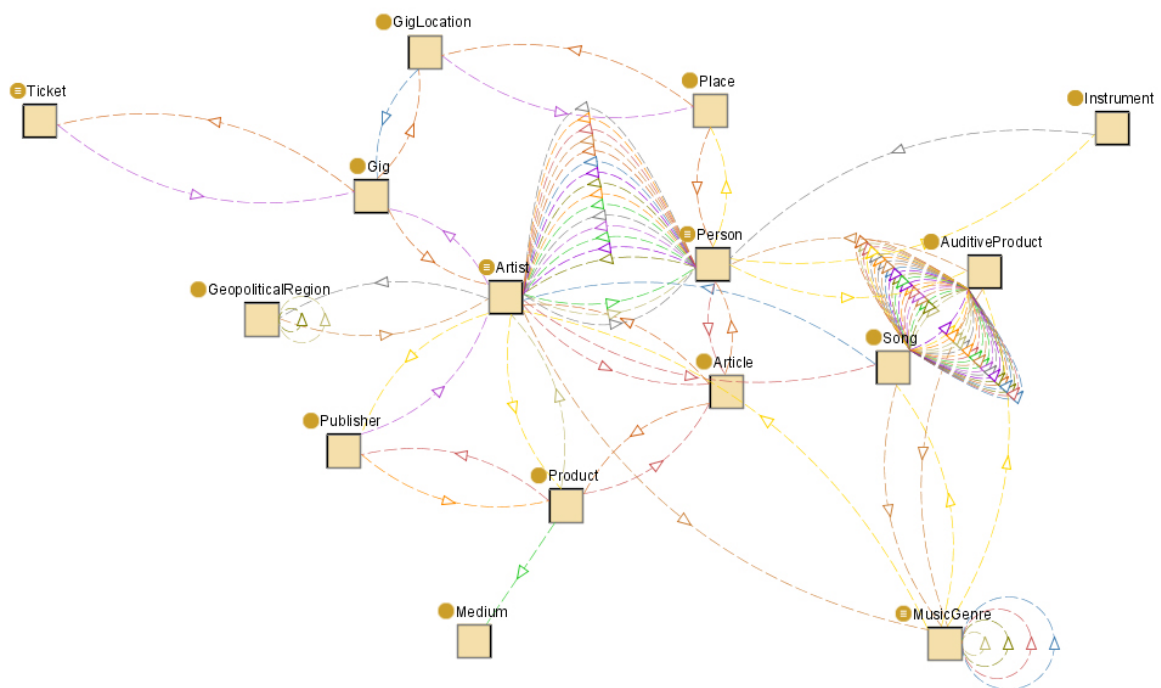 GigLocation
Ticket
Place
Instrument
Gig
Person
AuditiveProduct
Artist
GeopoliticalRegion
Song
Article
Publisher
Product
Medium
MusicGenre